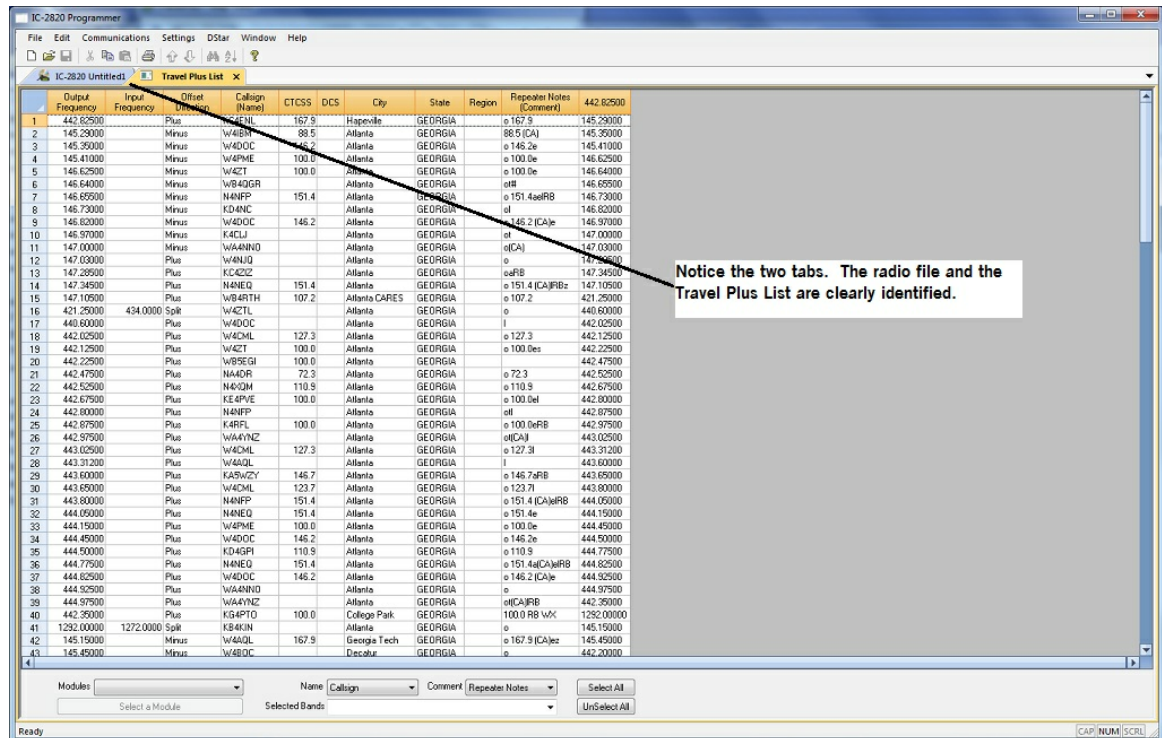 IC-2820 Programmer
File Edit Communications Settings DStar Window Help
IC-2820 Untitled1 Travel Plus List X
Output Frequency Input Frequency Offset Direction Callsign (Name) CTCSS DCS City State Region Repeater Notes (Comment) 442.82500
1 442.82500 Plus Hapeville GEORGIA o 167.9 145.29000
2 145.29000 Minus W4IBM 88.5 Atlanta GEORGIA 88.5 (CA) 145.35000
3 145.35000 Minus W4DOC 146.2 Atlanta GEORGIA o 146.2e 145.41000
4 145.41000 Minus W4PME 100.0 Atlanta GEORGIA o 100.0e 146.62500
5 146.62500 Minus W4ZT 100.0 Atlanta GEORGIA o 100.0e 146.64000
6 146.64000 Minus WB4QGR Atlanta GEORGIA ot# 146.65500
7 146.65500 Minus N4NFP 151.4 Atlanta GEORGIA o 151.4aelRB 146.73000
8 146.73000 Minus KD4NC Atlanta GEORGIA ol 146.82000
9 146.82000 Minus W4DOC 146.2 Atlanta GEORGIA o 146.2 (CA)e 146.97000
10 146.97000 Minus K4CLJ Atlanta GEORGIA ot 147.00000
11 147.00000 Minus WA4NNO Atlanta GEORGIA o(CA) 147.03000
12 147.03000 Plus W4NJQ Atlanta GEORGIA o 147.28500
13 147.28500 Plus KC4ZIZ Atlanta GEORGIA oaRB 147.34500
14 147.34500 Plus N4NEQ 151.4 Atlanta GEORGIA o 151.4 (CA)lRBz 147.10500
15 147.10500 Plus WB4RTH 107.2 Atlanta CARES GEORGIA o 107.2 421.25000
16 421.25000 434.0000 Split W4ZTL Atlanta GEORGIA o 440.60000
17 440.60000 Plus W4DOC Atlanta GEORGIA l 442.02500
18 442.02500 Plus W4CML 127.3 Atlanta GEORGIA o 127.3 442.12500
19 442.12500 Plus W4ZT 100.0 Atlanta GEORGIA o 100.0es 442.22500
20 442.22500 Plus WB5EGI 100.0 Atlanta GEORGIA 442.47500
21 442.47500 Plus NA4DR 72.3 Atlanta GEORGIA o 72.3 442.52500
22 442.52500 Plus N4XQM 110.9 Atlanta GEORGIA o 110.9 442.67500
23 442.67500 Plus KE4PVE 100.0 Atlanta GEORGIA o 100.0el 442.80000
24 442.80000 Plus N4NFP Atlanta GEORGIA otl 442.87500
25 442.87500 Plus K4RFL 100.0 Atlanta GEORGIA o 100.0eRB 442.97500
26 442.97500 Plus WA4YNZ Atlanta GEORGIA ot(CA)l 443.02500
27 443.02500 Plus W4CML 127.3 Atlanta GEORGIA o 127.3l 443.31200
28 443.31200 Plus W4AQL Atlanta GEORGIA l 443.60000
29 443.60000 Plus KA5WZY 146.7 Atlanta GEORGIA o 146.7aRB 443.65000
30 443.65000 Plus W4CML 123.7 Atlanta GEORGIA o 123.7l 443.80000
31 443.80000 Plus N4NFP 151.4 Atlanta GEORGIA o 151.4 (CA)elRB 444.05000
32 444.05000 Plus N4NEQ 151.4 Atlanta GEORGIA o 151.4e 444.15000
33 444.15000 Plus W4PME 100.0 Atlanta GEORGIA o 100.0e 444.45000
34 444.45000 Plus W4DOC 146.2 Atlanta GEORGIA o 146.2e 444.50000
35 444.50000 Plus KD4GPI 110.9 Atlanta GEORGIA o 110.9 444.77500
36 444.77500 Plus N4NEQ 151.4 Atlanta GEORGIA o 151.4a(CA)elRB 444.82500
37 444.82500 Plus W4DOC 146.2 Atlanta GEORGIA o 146.2 (CA)e 444.92500
38 444.92500 Plus WA4NNO Atlanta GEORGIA o 444.97500
39 444.97500 Plus WA4YNZ Atlanta GEORGIA ot(CA)lRB 442.35000
40 442.35000 Plus KG4PTO 100.0 College Park GEORGIA 100.0 RB WX 1292.00000
41 1292.00000 1272.0000 Split KB4KIN Atlanta GEORGIA o 145.15000
42 145.15000 Minus W4AQL 167.9 Georgia Tech GEORGIA o 167.9 (CA)ez 145.45000
43 145.45000 Minus W4BOC Decatur GEORGIA o 442.20000
Notice the two tabs. The radio file and the
Travel Plus List are clearly identified.
Modules Name Callsign Comment Repeater Notes Select All
Select a Module Selected Bands UnSelect All
Ready CAP NUM SCRL